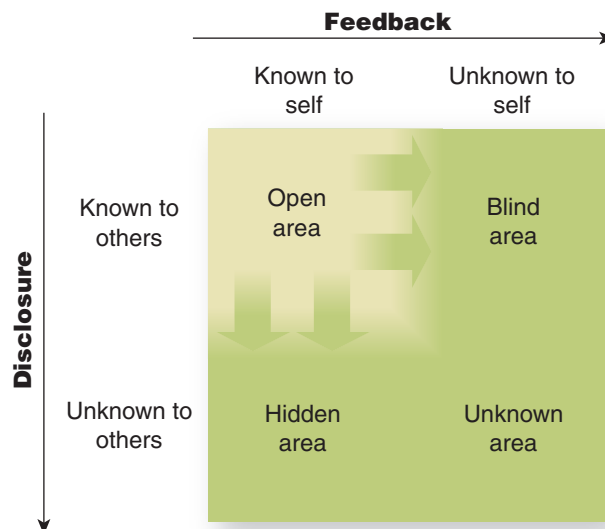 Feedback
Known to
self
Unknown to
self
Disclosure
Known to
others
Open
area
Blind
area
Unknown to
others
Hidden
area
Unknown
area